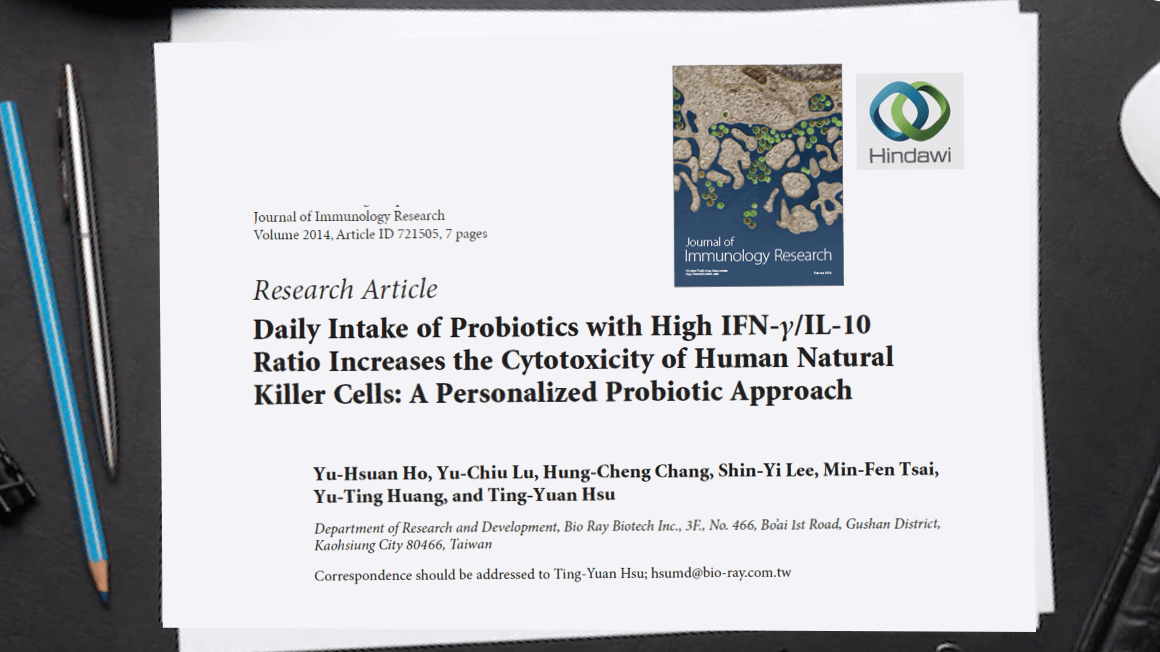 Hindawi
Journal of Immunology Research
Volume 2014, Article ID 721505, 7 pages
Journal of
Immunology Research
Research Article
Daily Intake of Probiotics with High IFN-γ/IL-10
Ratio Increases the Cytotoxicity of Human Natural
Killer Cells: A Personalized Probiotic Approach
Yu-Hsuan Ho, Yu-Chiu Lu, Hung-Cheng Chang, Shin-Yi Lee, Min-Fen Tsai,
Yu-Ting Huang, and Ting-Yuan Hsu
Department of Research and Development, Bio Ray Biotech Inc., 3F., No. 466, Bo'ai 1st Road, Gushan District,
Kaohsiung City 80466, Taiwan
Correspondence should be addressed to Ting-Yuan Hsu; hsumd@bio-ray.com.tw